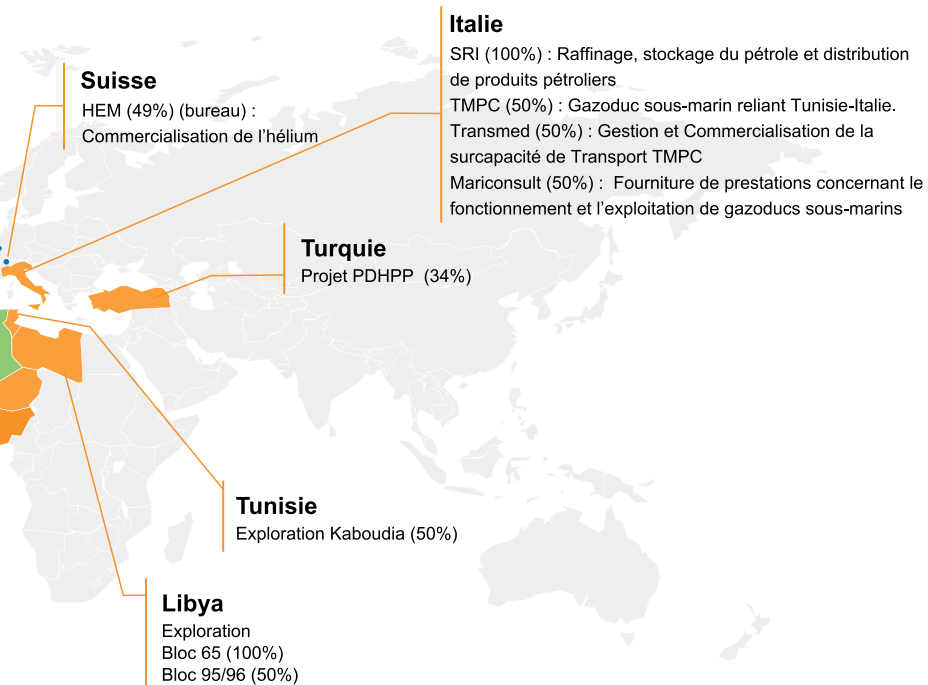 Italie
SRI (100%) : Raffinage, stockage du pétrole et distribution
de produits pétroliers
TMPC (50%) : Gazoduc sous-marin reliant Tunisie-Italie.
Transmed (50%) : Gestion et Commercialisation de la
surcapacité de Transport TMPC
Mariconsult (50%) : Fourniture de prestations concernant le
fonctionnement et l'exploitation de gazoducs sous-marins
Suisse
HEM (49%) (bureau) :
Commercialisation de l'hélium
Turquie
Projet PDHPP (34%)
Tunisie
Exploration Kaboudia (50%)
Libya
Exploration
Bloc 65 (100%)
Bloc 95/96 (50%)